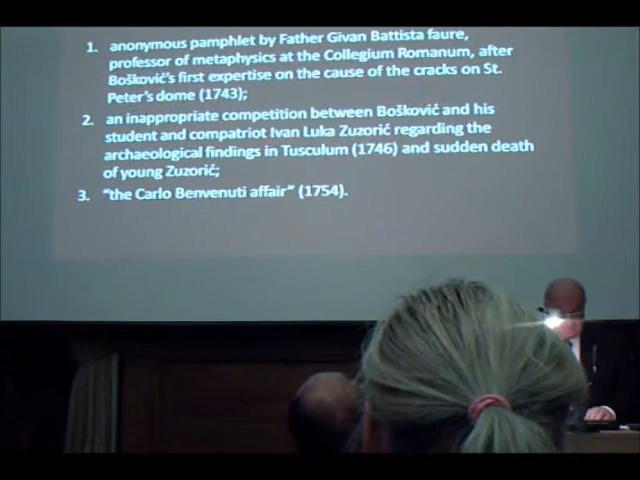 1. anonymous pamphlet by Father Givan Battista faure,
professor of metaphysics at the Collegium Romanum, after
Bošković's first expertise on the cause of the cracks on St.
Peter's dome (1743);
2. an inappropriate competition between Bošković and his
student and compatriot Ivan Luka Zuzorić regarding the
archaeological findings in Tusculum (1746) and sudden death
of young Zuzorić;
3. "the Carlo Benvenuti affair" (1754).